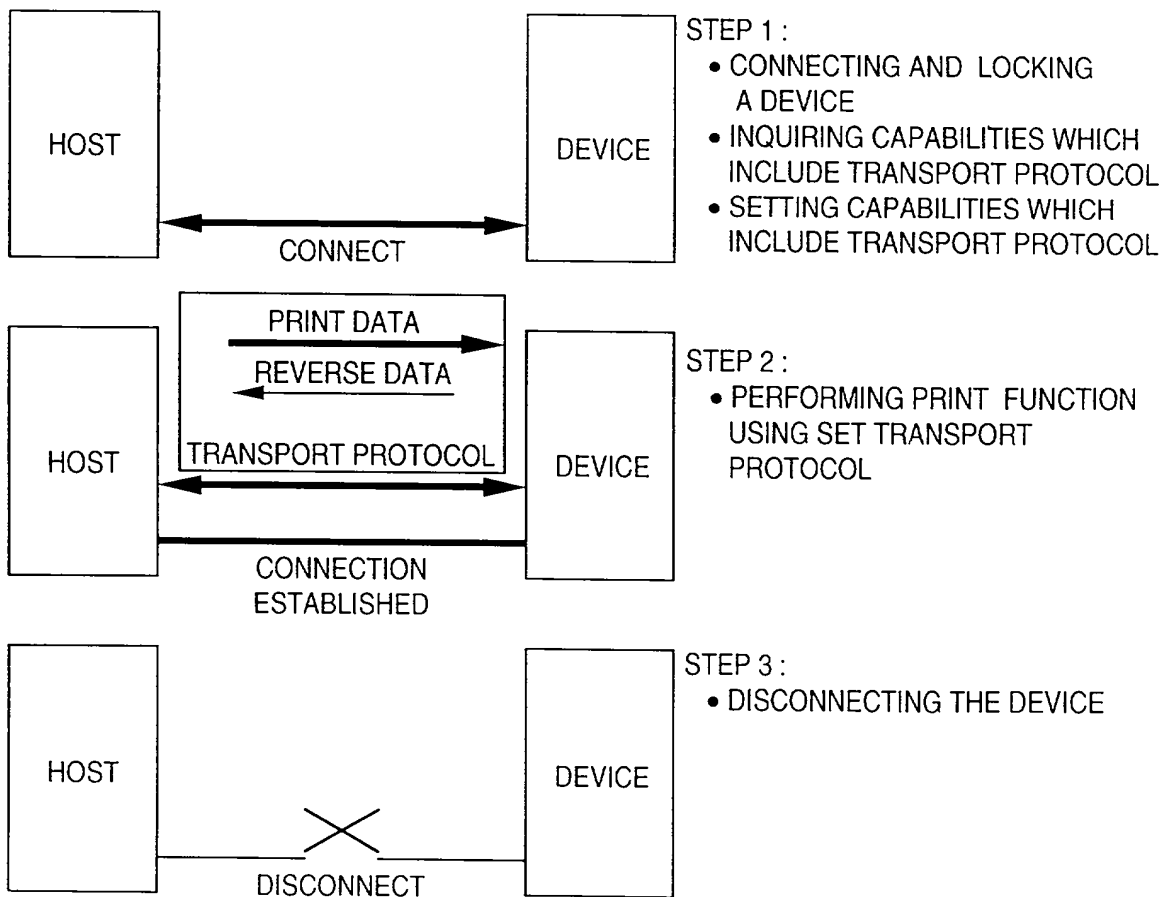 HOST
DEVICE
CONNECT
STEP 1 :
• CONNECTING AND LOCKING
A DEVICE
• INQUIRING CAPABILITIES WHICH
INCLUDE TRANSPORT PROTOCOL
• SETTING CAPABILITIES WHICH
INCLUDE TRANSPORT PROTOCOL
HOST
PRINT DATA
REVERSE DATA
TRANSPORT PROTOCOL
DEVICE
CONNECTION
ESTABLISHED
STEP 2 :
• PERFORMING PRINT FUNCTION
USING SET TRANSPORT
PROTOCOL
HOST
DEVICE
DISCONNECT
STEP 3 :
• DISCONNECTING THE DEVICE